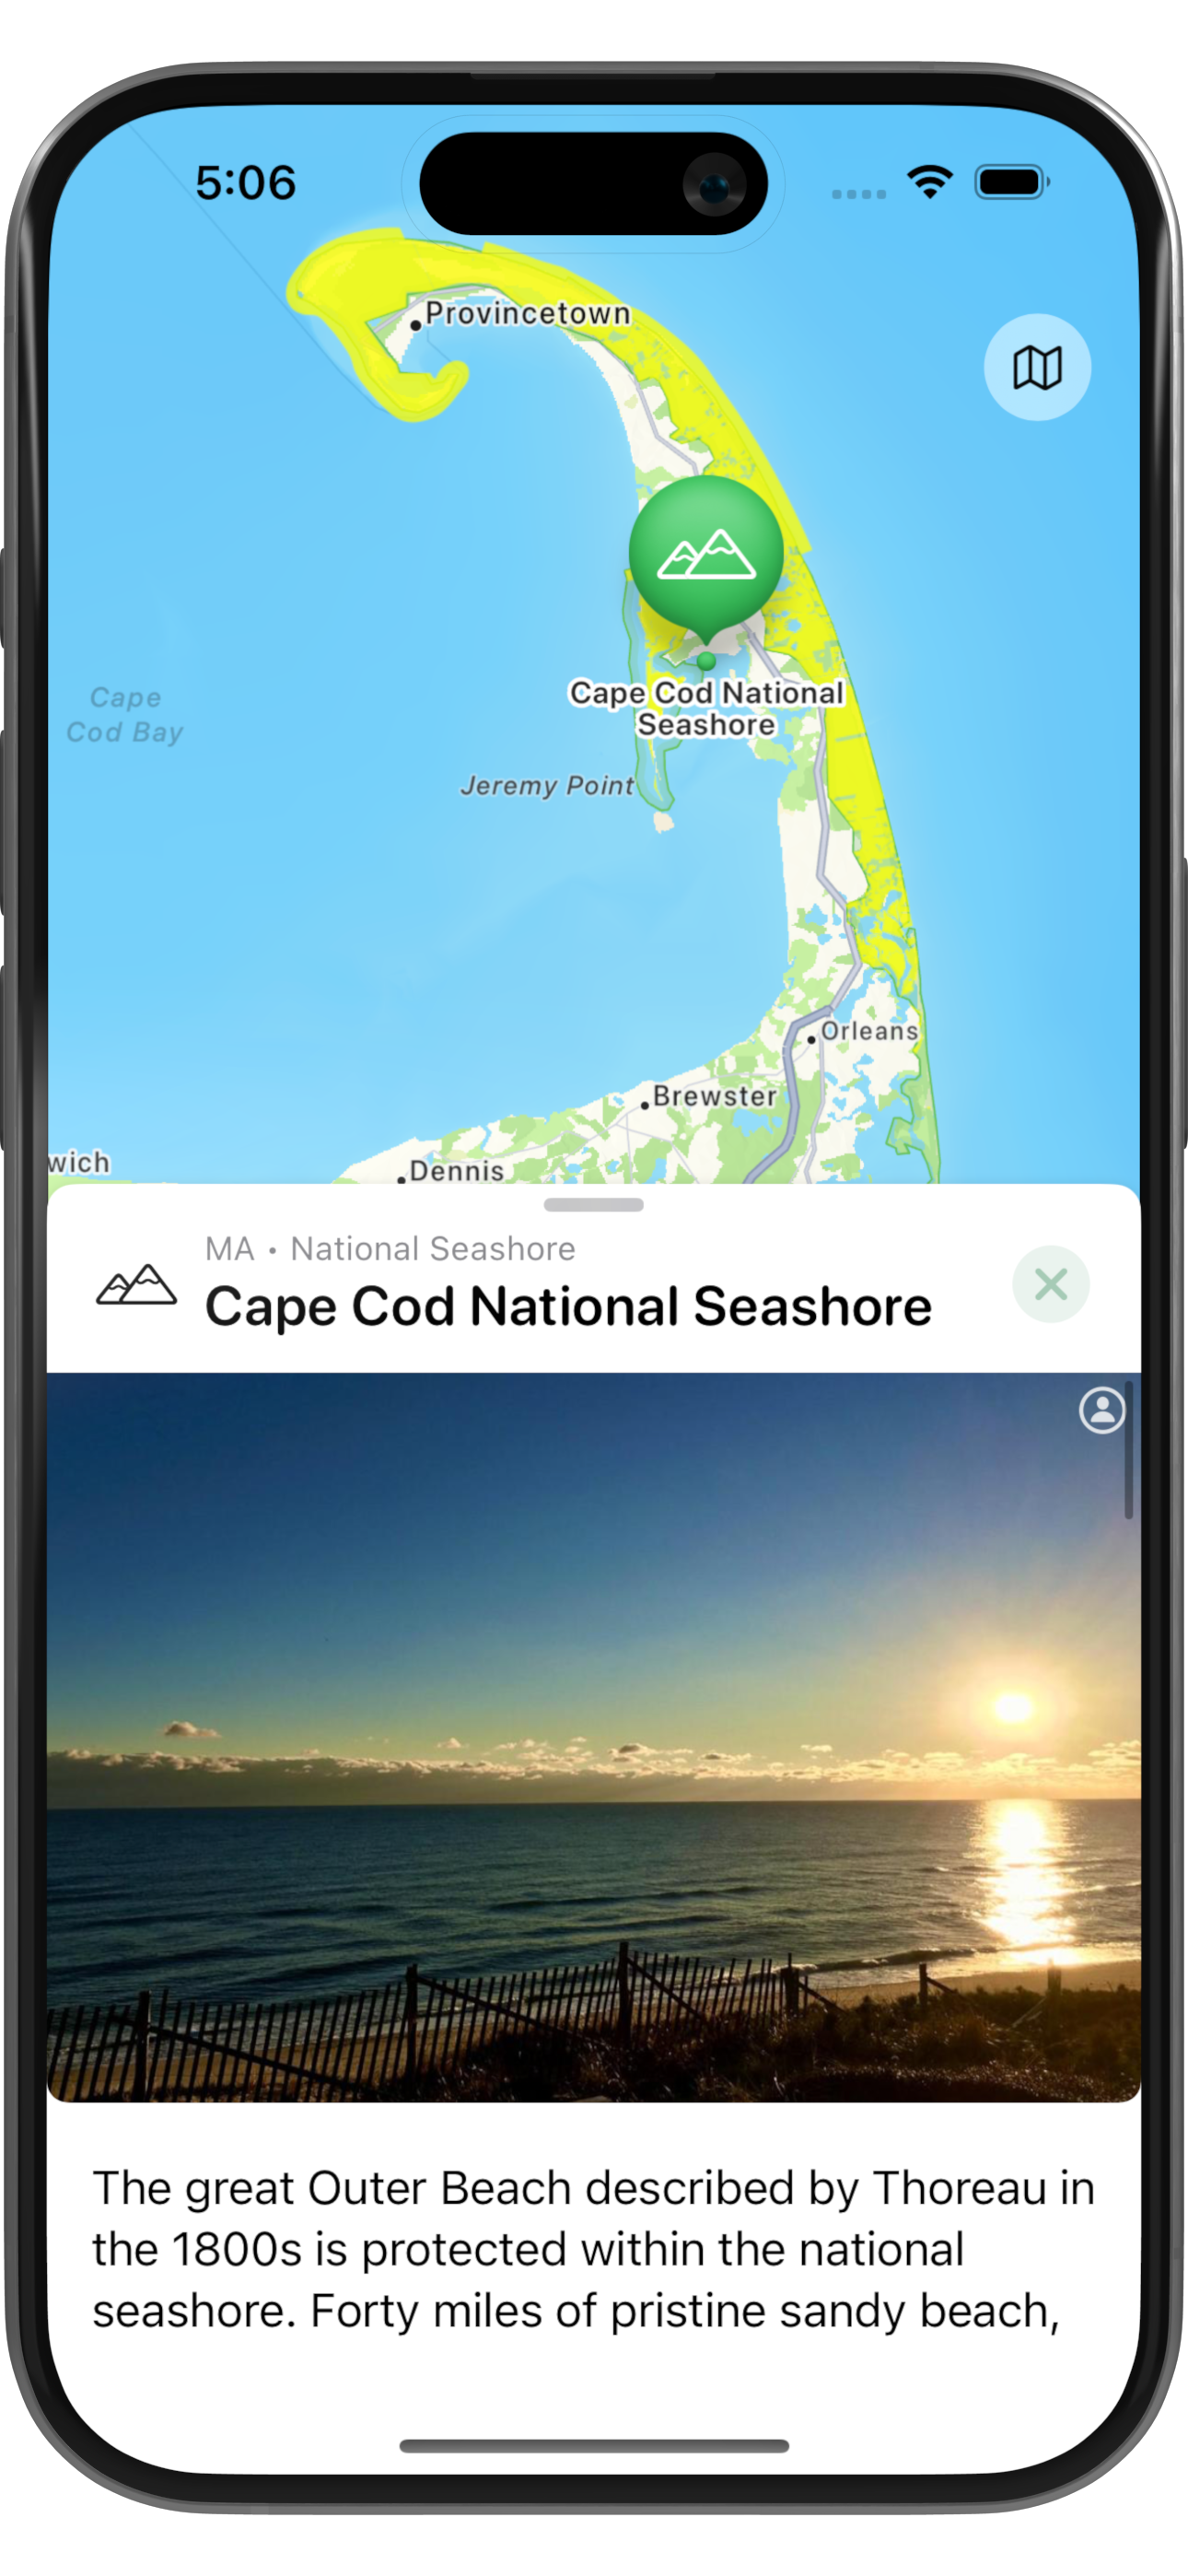 5:06
Provincetown
Cape
Cod Bay
Cape Cod National
Seashore
Jeremy Point
Orleans
Brewster
wich
Dennis
MA • National Seashore
Cape Cod National Seashore
The great Outer Beach described by Thoreau in
the 1800s is protected within the national
seashore. Forty miles of pristine sandy beach,